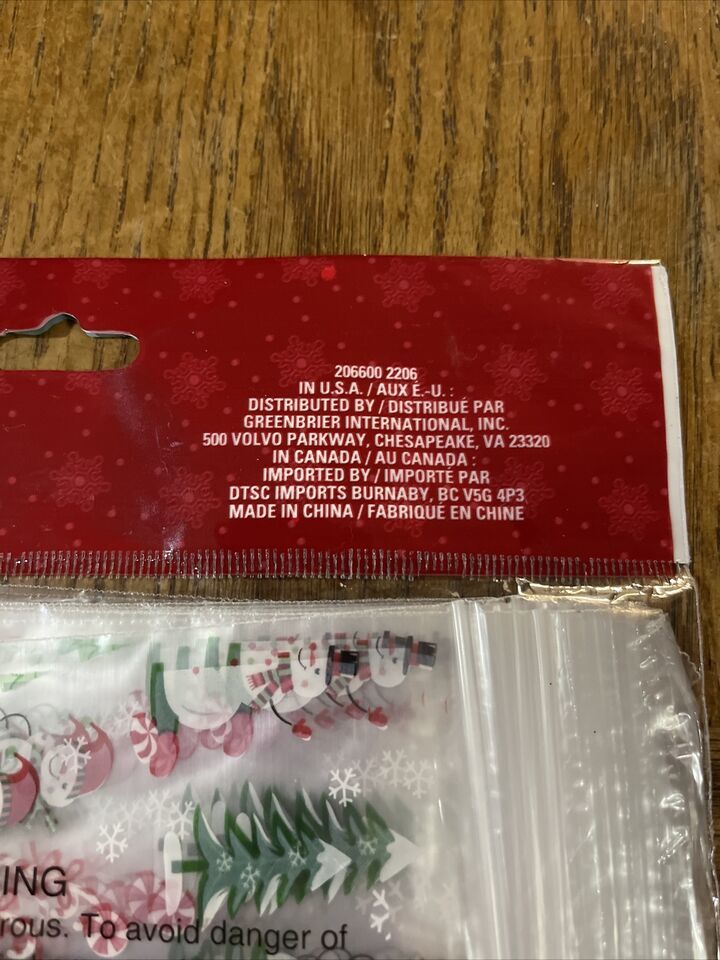 206600 2206
IN U.S.A. / AUX É.-U. :
DISTRIBUTED BY / DISTRIBUÉ PAR
GREENBRIER INTERNATIONAL, INC.
500 VOLVO PARKWAY, CHESAPEAKE, VA 23320
IN CANADA / AU CANADA :
IMPORTED BY / IMPORTÉ PAR
DTSC IMPORTS BURNABY, BC V5G 4P3
MADE IN CHINA / FABRIQUÉ EN CHINE
ING
rous. To avoid danger of